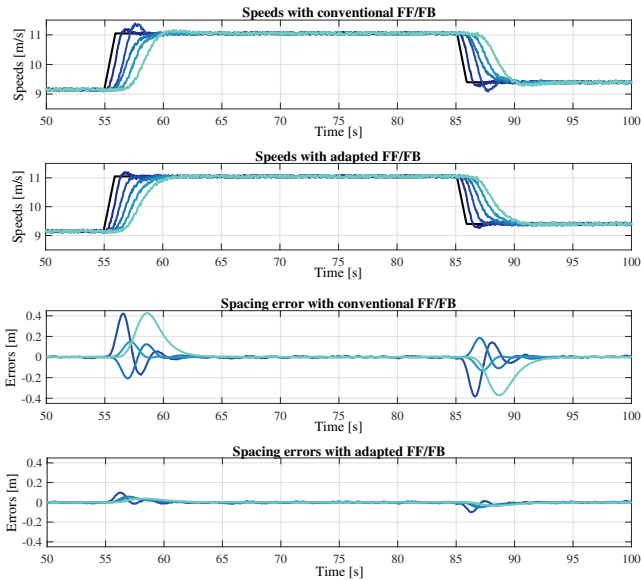 Speeds with conventional FF/FB
Speeds [m/s]
11
10
9
50 55 60 65 70 75 80 85 90 95 100
Time [s]
Speeds with adapted FF/FB
Speeds [m/s]
11
10
9
50 55 60 65 70 75 80 85 90 95 100
Time [s]
Spacing error with conventional FF/FB
Errors [m]
0.4
0.2
0
-0.2
-0.4
50 55 60 65 70 75 80 85 90 95 100
Time [s]
Spacing errors with adapted FF/FB
Errors [m]
0.4
0.2
0
-0.2
-0.4
50 55 60 65 70 75 80 85 90 95 100
Time [s]